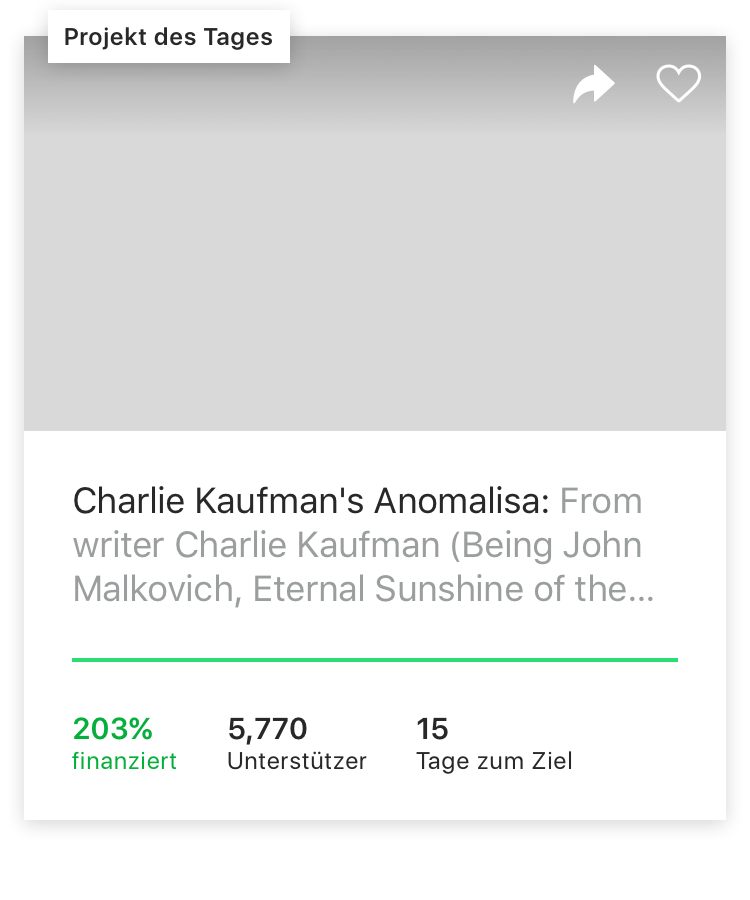 Projekt des Tages
Charlie Kaufman's Anomalisa: From
writer Charlie Kaufman (Being John
Malkovich, Eternal Sunshine of the...
203% 5,770 15
finanziert Unterstützer Tage zum Ziel